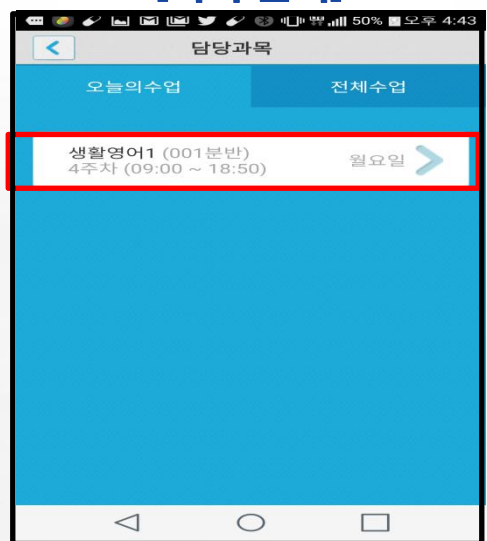 50% 오후 4:43
담당과목
오늘의수업 전체수업
생활영어1 (001분반) 월요일
4주차 (09:00 ~ 18:50)